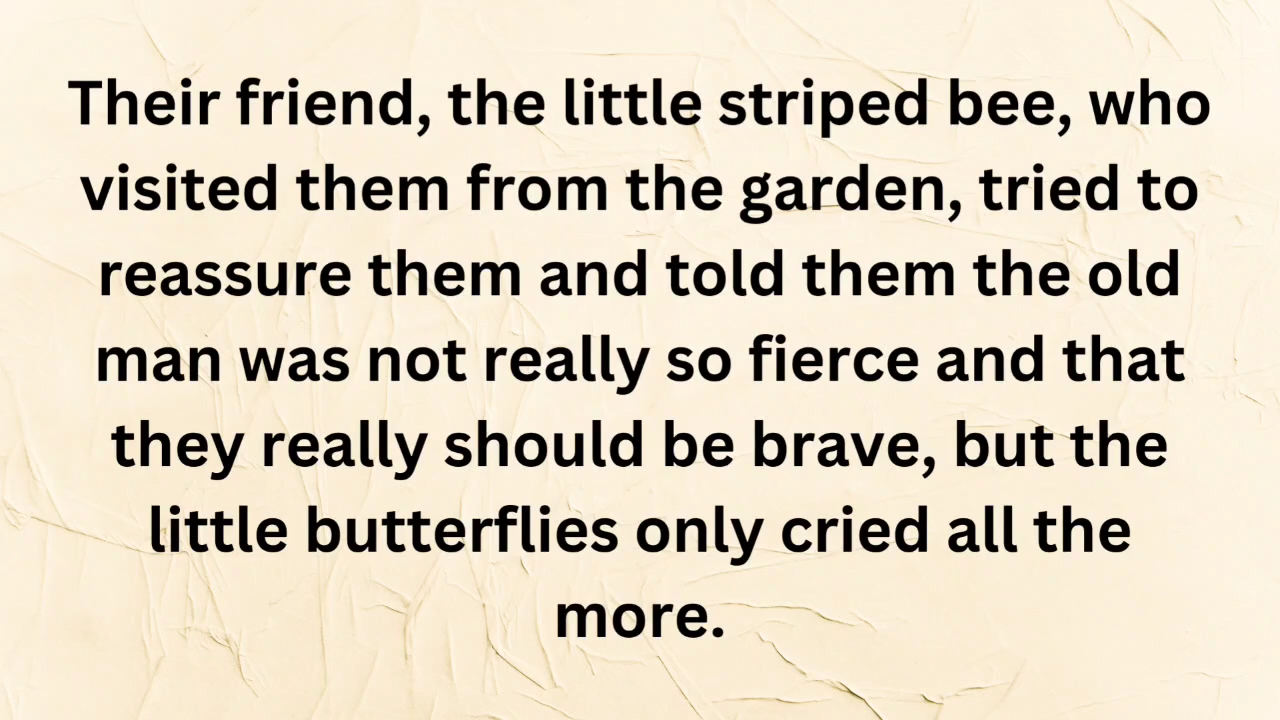 Their friend, the little striped bee, who
visited them from the garden, tried to
reassure them and told them the old
man was not really so fierce and that
they really should be brave, but the
little butterflies only cried all the
more.